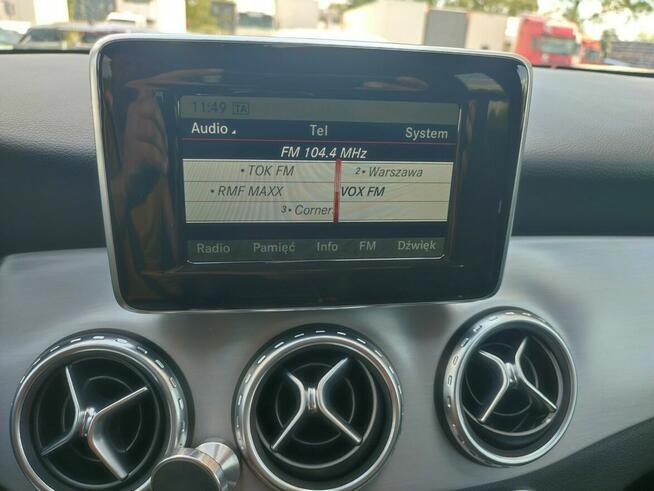 11:49 TA
Audio Tel System
FM 104.4 MHz
• TOK FM 2• Warszawa
• RMF MAXX VOX FM
3• Corner
Radio Pamięć Info FM Dźwięk